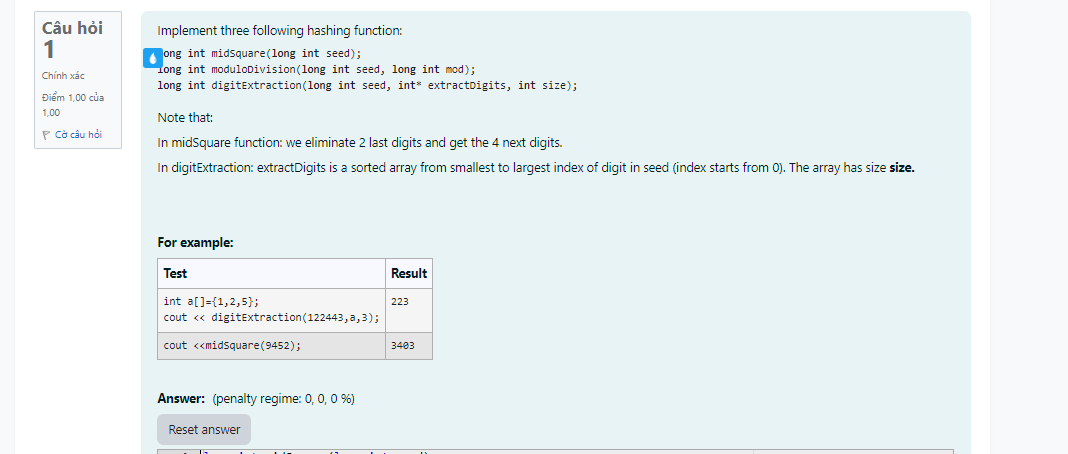 Câu hỏi
1
Chính xác
Điểm 1,00 của
1,00
Cờ câu hỏi
Implement three following hashing function:
long int midSquare(long int seed);
long int moduloDivision(long int seed, long int mod);
long int digitExtraction(long int seed, int* extractDigits, int size);
Note that:
In midSquare function: we eliminate 2 last digits and get the 4 next digits.
In digitExtraction: extractDigits is a sorted array from smallest to largest index of digit in seed (index starts from 0). The array has size size.
For example:
Test Result
int a[]={1,2,5}; 223
cout << digitExtraction(122443,a,3);
cout <<midSquare(9452); 3403
Answer: (penalty regime: 0, 0, 0 %)
Reset answer